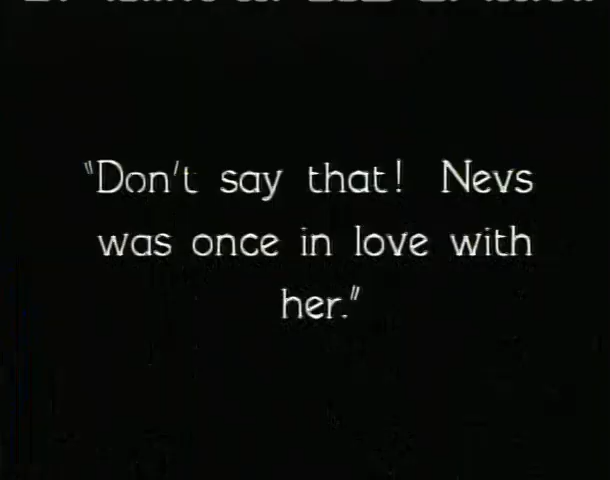 "Don't say that! Nevs
was once in love with
her."